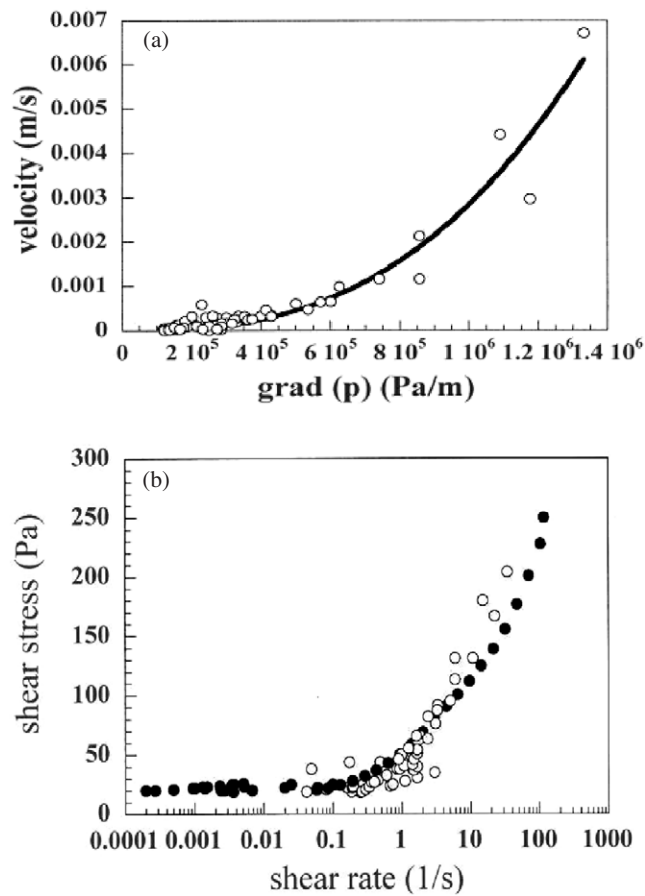 (a)
0.007
0.006
0.005
0.004
0.003
0.002
0.001
0
velocity (m/s)
0 2 10⁵ 4 10⁵ 6 10⁵ 8 10⁵ 1 10⁶ 1.2 10⁶ 1.4 10⁶
grad (p) (Pa/m)
(b)
300
250
200
150
100
50
0
shear stress (Pa)
0.0001 0.001 0.01 0.1 1 10 100 1000
shear rate (1/s)